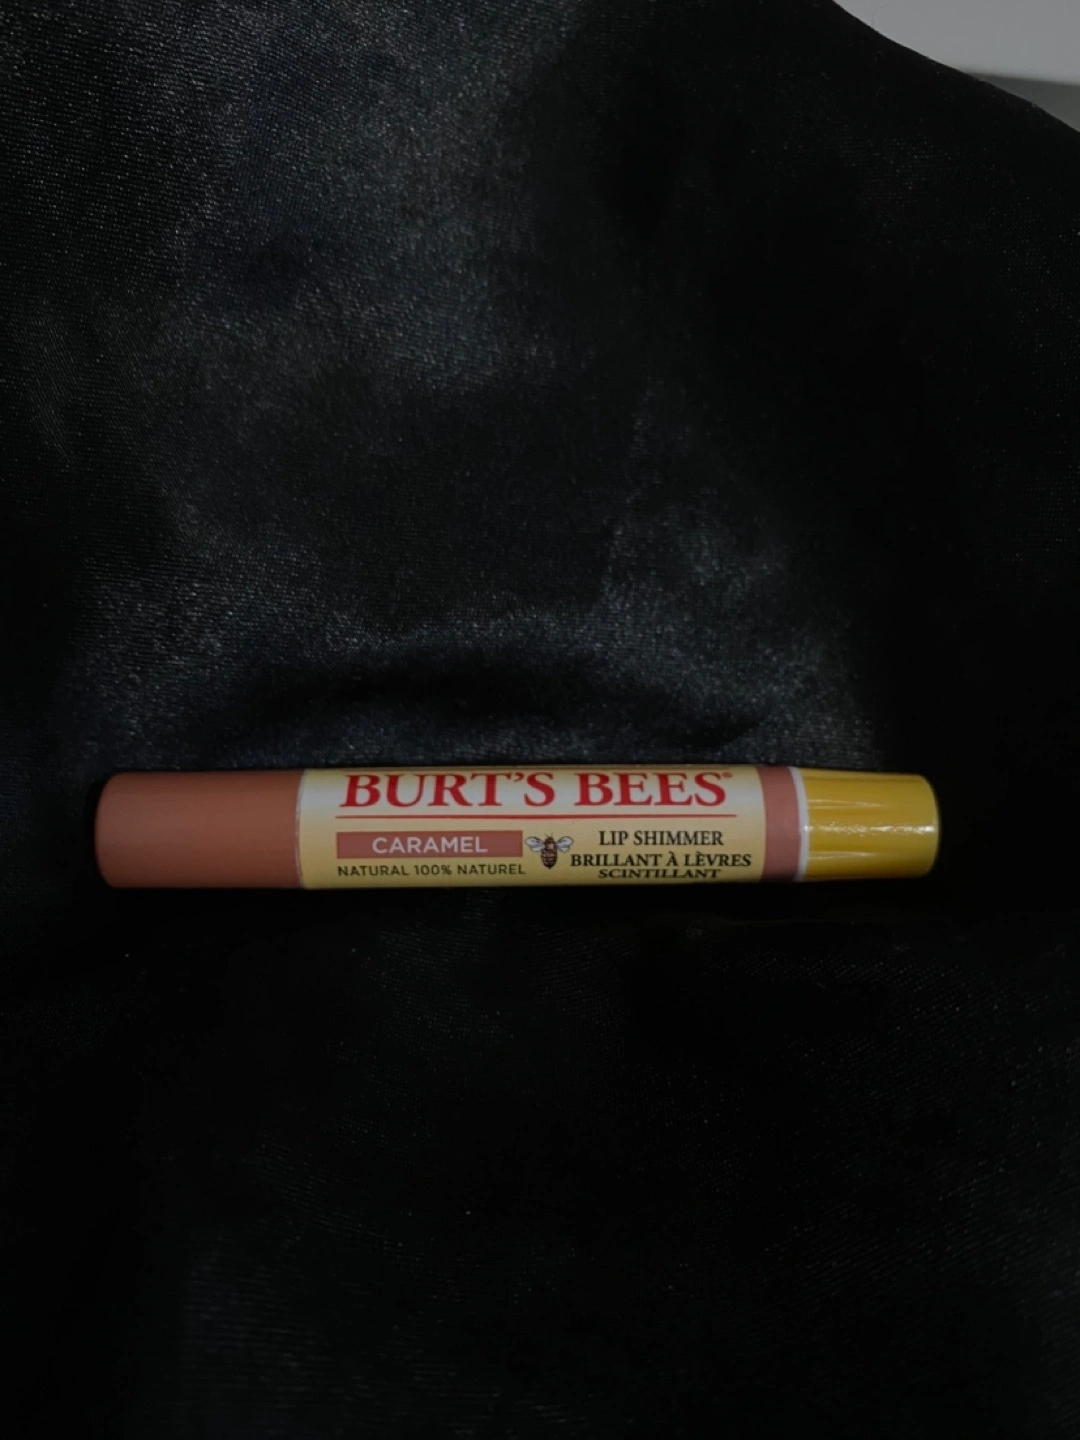 BURT'S BEES®
CARAMEL
NATURAL 100% NATUREL
LIP SHIMMER
BRILLANT À LÈVRES
SCINTILLANT